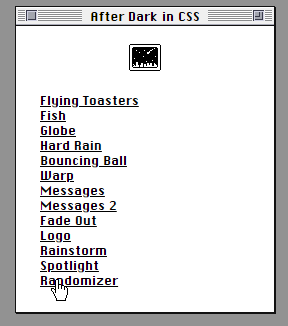 After Dark in CSS
Flying Toasters
Fish
Globe
Hard Rain
Bouncing Ball
Warp
Messages
Messages 2
Fade Out
Logo
Rainstorm
Spotlight
Randomizer